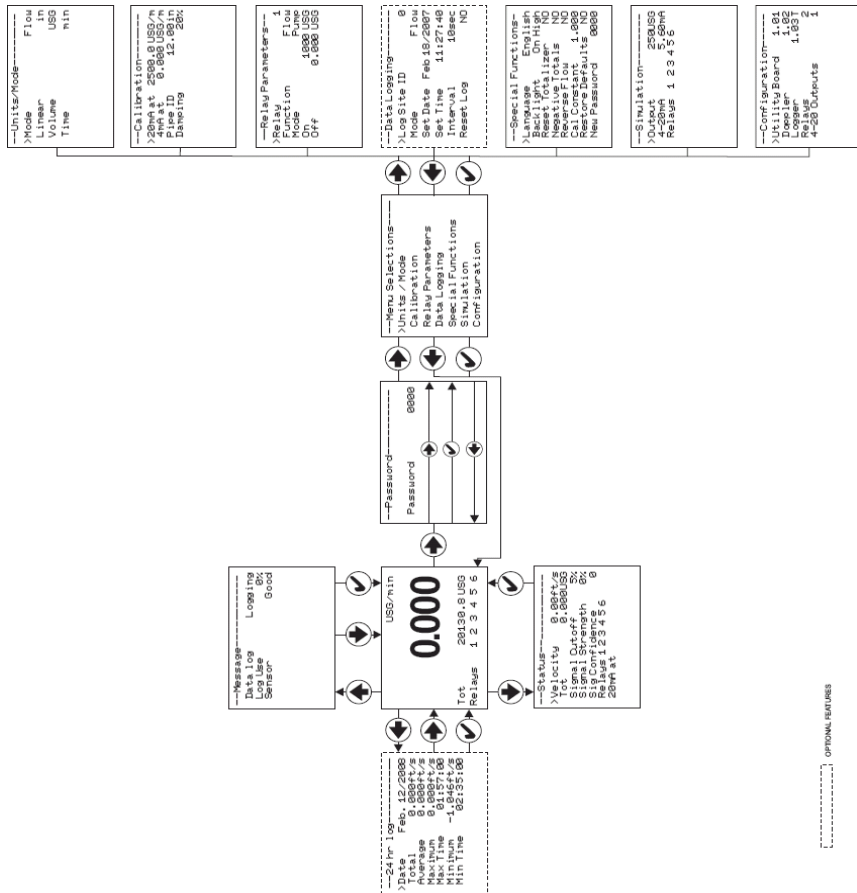 --Units/Mode--------
>Mode Flow
Linear in
Volume USG
Time min
--Calibration-------
>20mA at 2500.0 USG/m
4mA at 0.000 USG/m
Pipe ID 12.00in
Damping 20%
--Relay Parameters---
>Relay 1
Function Flow
Mode Pump
On 1000 USG
Off 0.000 USG
--Data Logging-------
>Log Site ID 0
Mode Flow
Set Date Feb 18/2007
Set Time 11:27:40
Interval 10sec
Reset Log NO
--Special Functions--
>Language English
Backlight On High
Reset Totalizer NO
Negative Totals NO
Reverse Flow NO
Cal Constant 1.000
Restore Defaults NO
New Password 0000
--Simulation---------
>Output 250USG
4-20mA 5.60mA
Relays 1 2 3 4 5 6
--Configuration------
>Utility Board 1.01
Doppler 1.02
Logger 1.03T
Relays 2
4-20 Outputs 1
--Menu Selections----
>Units / Mode
Calibration
Relay Parameters
Data Logging
Special Functions
Simulation
Configuration
--Password-----------
Password 0000
--Message------------
Data log Logging
Log Use 0%
Sensor Good
USG/min
0.000
Tot 20130.8 USG
Relays 1 2 3 4 5 6
--Status-------------
>Velocity 0.00ft/s
Tot 0.000USG
Signal Cutoff 5%
Signal Strength 0%
Sig Confidence 0
Relays 1 2 3 4 5 6
20mA at
--24 hr log----------
>Date Feb. 12/2008
Total 0.000ft/s
Average 0.000ft/s
Maximum 0.000ft/s
Max Time 01:57:00
Minimum -1.046ft/s
Min Time 02:35:00
OPTIONAL FEATURES